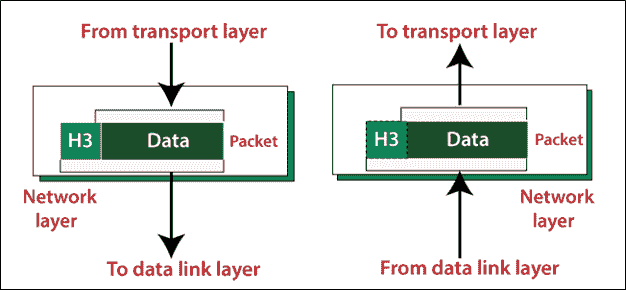 From transport layer
H3 Data Packet
Network
layer
To data link layer
To transport layer
H3 Data Packet
Network
layer
From data link layer